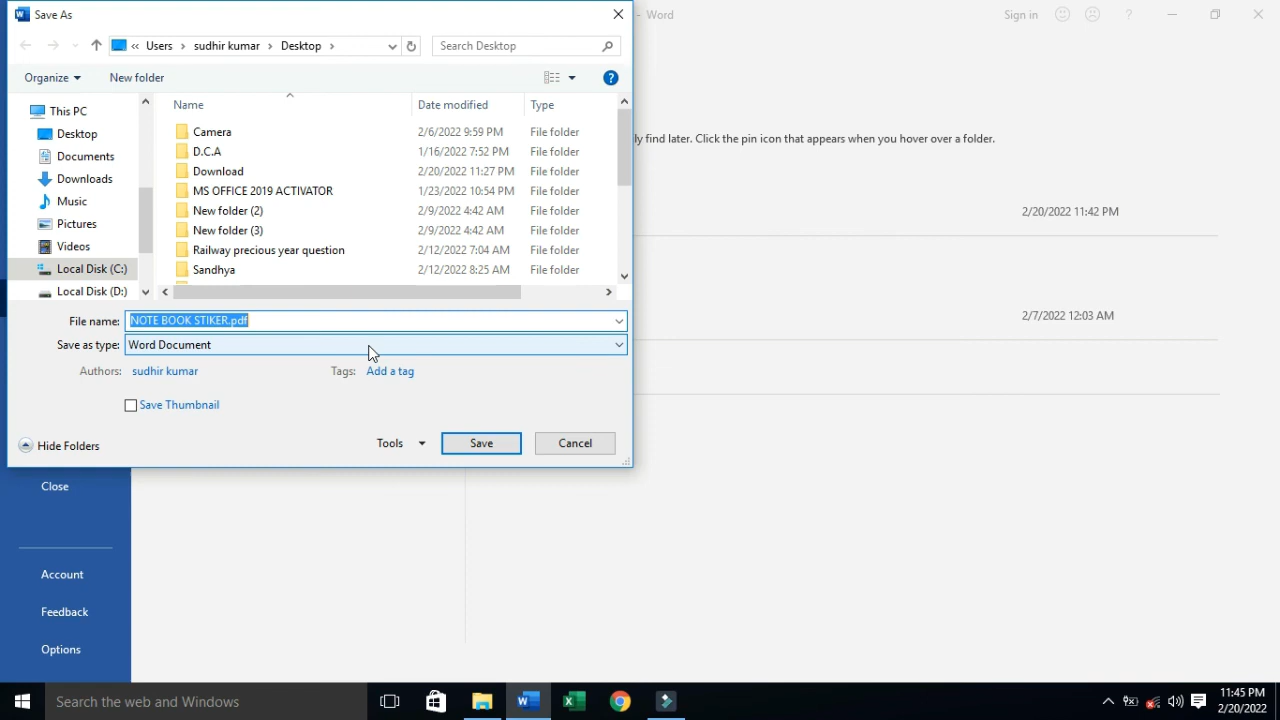 Save As
- Word
Sign in
?
«
Users
sudhir kumar
Desktop
Search Desktop
Organize
New folder
?
This PC
Desktop
Documents
Downloads
Music
Pictures
Videos
Local Disk (C:)
Local Disk (D:)
Name Date modified Type
Camera 2/6/2022 9:59 PM File folder
D.C.A 1/16/2022 7:52 PM File folder
Download 2/20/2022 11:27 PM File folder
MS OFFICE 2019 ACTIVATOR 1/23/2022 10:54 PM File folder
New folder (2) 2/9/2022 4:42 AM File folder
New folder (3) 2/9/2022 4:42 AM File folder
Railway precious year question 2/12/2022 7:04 AM File folder
Sandhya 2/12/2022 8:25 AM File folder
ly find later. Click the pin icon that appears when you hover over a folder.
2/20/2022 11:42 PM
2/7/2022 12:03 AM
File name: NOTE BOOK STIKER.pdf
Save as type: Word Document
Authors: sudhir kumar Tags: Add a tag
Save Thumbnail
Hide Folders Tools Save Cancel
Close
Account
Feedback
Options
Search the web and Windows
11:45 PM
2/20/2022